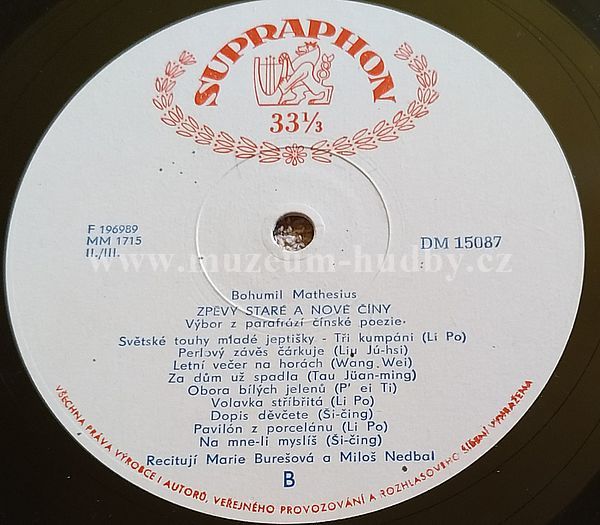 SUPRAPHON
33 1/3
F 196989
MM 1715
II./III.
DM 15087
www.muzeum-hudby.cz
Bohumil Mathesius
ZPĚVY STARÉ A NOVÉ ČÍNY
Výbor z parafrází čínské poezie
Světské touhy mladé jeptišky - Tři kumpáni (Li Po)
Perlový závěs čárkuje (Liu Jü-hsi)
Letní večer na horách (Wang Wei)
Za dům už spadla (Tau Jüan-ming)
Obora bílých jelenů (P' ei Ti)
Volavka stříbřitá (Li Po)
Dopis děvčete (Ši-čing)
Pavilón z porcelánu (Li Po)
Na mne-li myslíš (Ši-čing)
Recitují Marie Burešová a Miloš Nedbal
B
VŠECHNA PRÁVA VÝROBCE I AUTORŮ, VEŘEJNÉHO PROVOZOVÁNÍ A ROZHLASOVÉHO ŠÍŘENÍ VYHRAŽENA